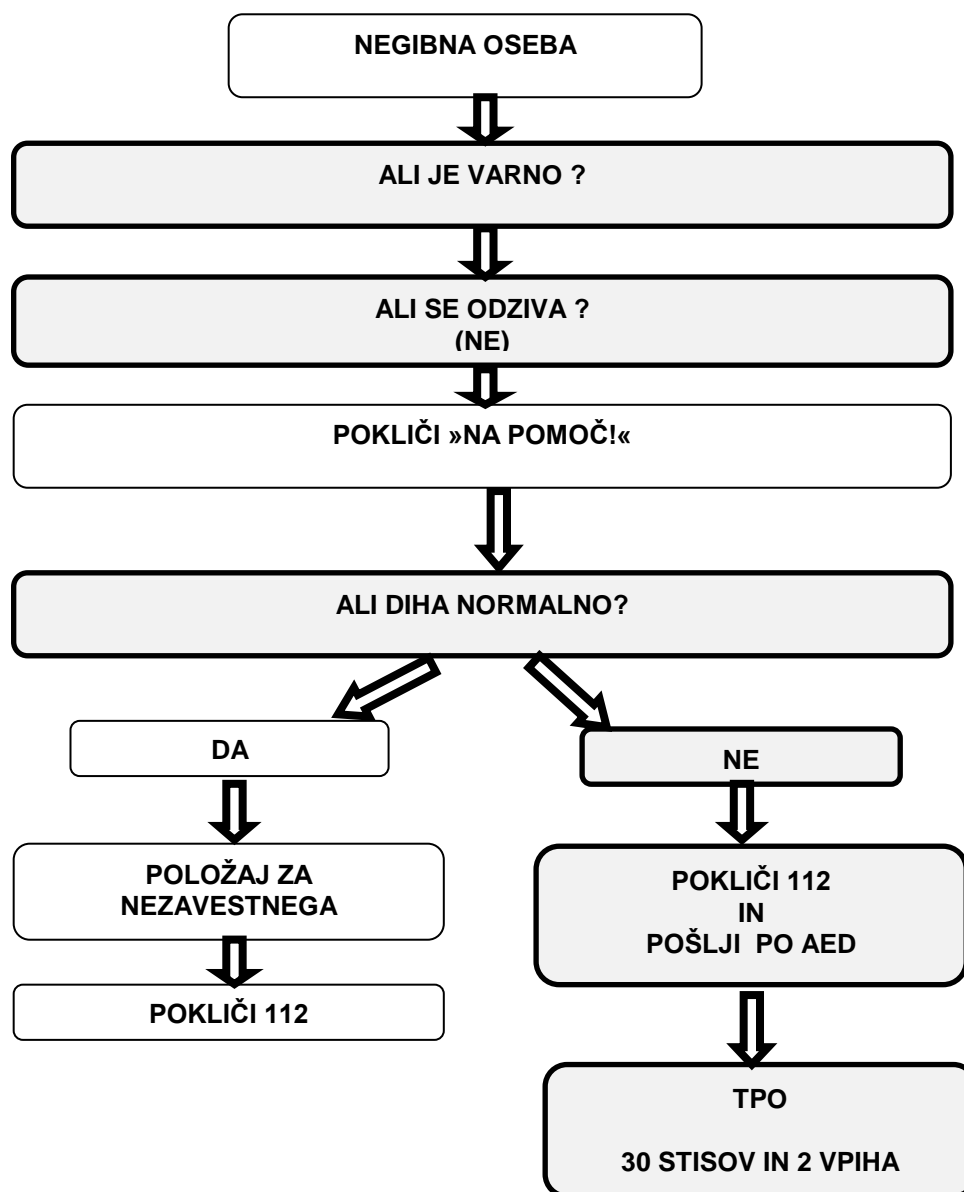 NEGIBNA OSEBA
ALI JE VARNO ?
ALI SE ODZIVA ?
(NE)
POKLIČI »NA POMOČ!«
ALI DIHA NORMALNO?
DA
POLOŽAJ ZA
NEZAVESTNEGA
POKLIČI 112
NE
POKLIČI 112
IN
POŠLJI PO AED
TPO
30 STISOV IN 2 VPIHA